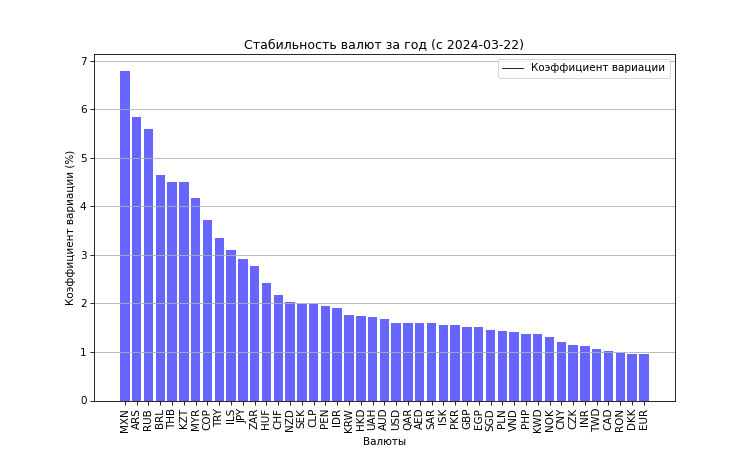 Стабильность валют за год (с 2024-03-22)
Коэффициент вариации
Коэффициент вариации (%)
7
6
5
4
3
2
1
0
MXN
ARS
RUB
BRL
THB
KZT
MYR
COP
TRY
ILS
JPY
ZAR
HUF
CHF
NZD
SEK
CLP
PEN
IDR
KRW
HKD
UAH
AUD
USD
QAR
AED
SAR
ISK
PKR
GBP
EGP
SGD
PLN
VND
PHP
KWD
NOK
CNY
CZK
INR
TWD
CAD
RON
DKK
EUR
Валюты